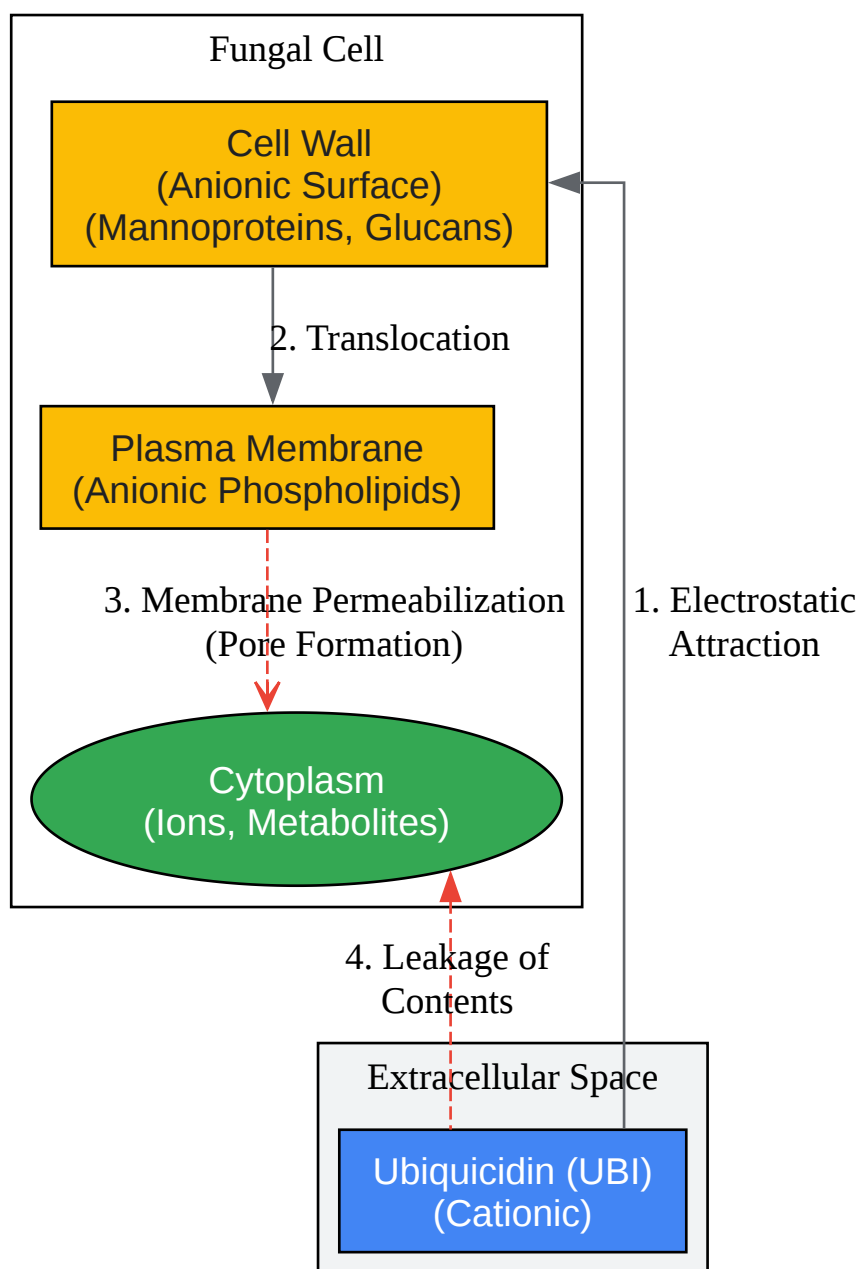 Fungal Cell
Cell Wall
(Anionic Surface)
(Mannoproteins, Glucans)
2. Translocation
Plasma Membrane
(Anionic Phospholipids)
3. Membrane Permeabilization
(Pore Formation)
1. Electrostatic
Attraction
Cytoplasm
(Ions, Metabolites)
4. Leakage of
Contents
Extracellular Space
Ubiquicidin (UBI)
(Cationic)